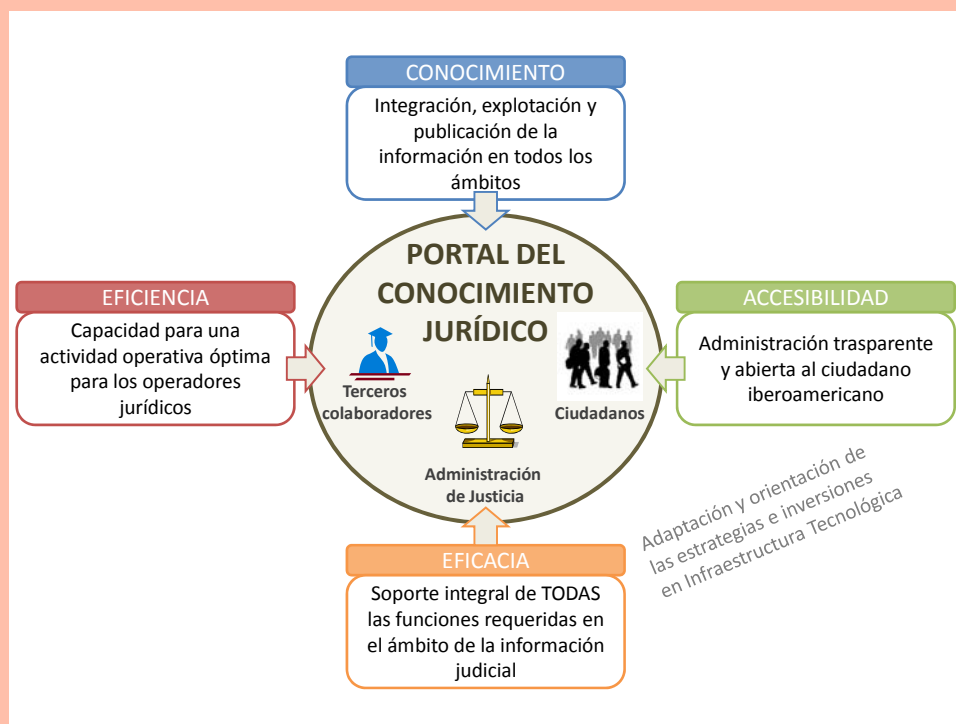 CONOCIMIENTO
Integración, explotación y
publicación de la
información en todos los
ámbitos
PORTAL DEL
CONOCIMIENTO
JURÍDICO
EFICIENCIA
Capacidad para una
actividad operativa óptima
para los operadores
jurídicos
Terceros
colaboradores
Ciudadanos
Administración
de Justicia
ACCESIBILIDAD
Administración trasparente
y abierta al ciudadano
iberoamericano
Adaptación y orientación de
las estrategias e inversiones
en Infraestructura Tecnológica
EFICACIA
Soporte integral de TODAS
las funciones requeridas en
el ámbito de la información
judicial